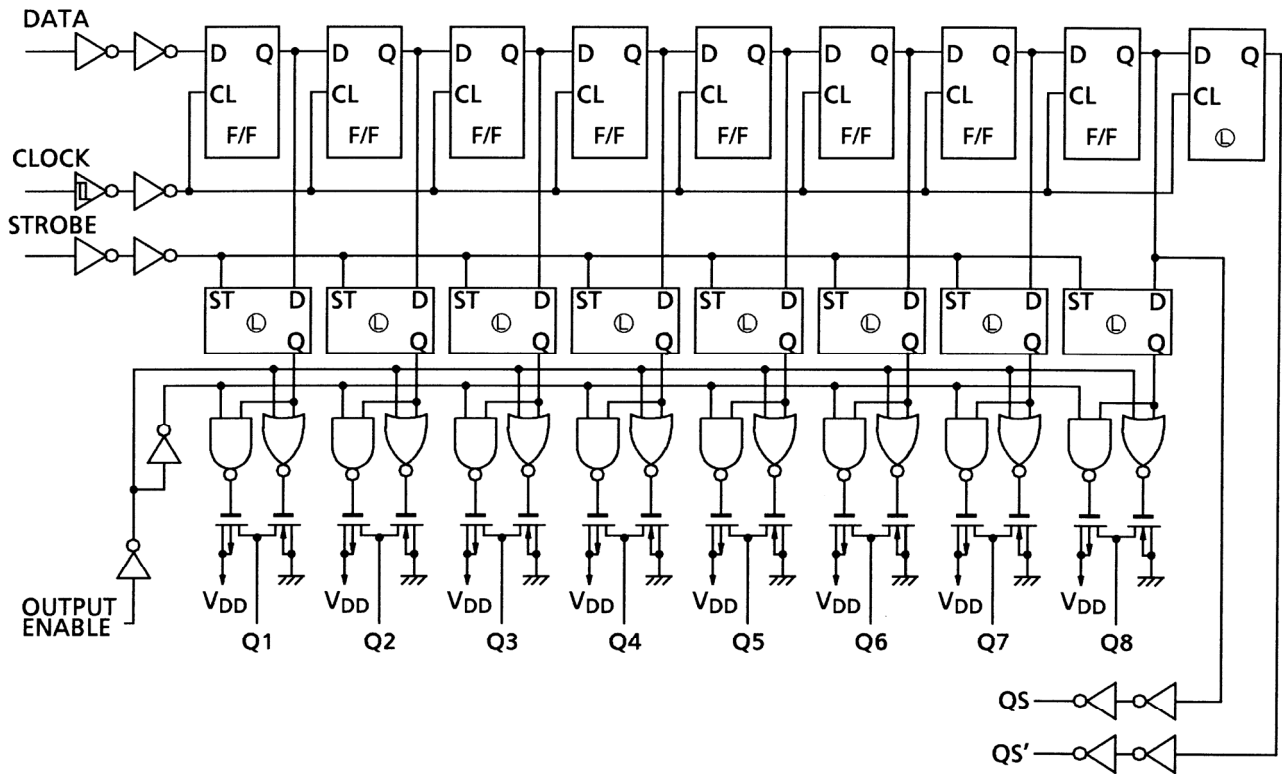 DATA
D Q D Q D Q D Q D Q D Q D Q D Q D Q
CL CL CL CL CL CL CL CL CL
F/F F/F F/F F/F F/F F/F F/F F/F Ⓛ
CLOCK
STROBE
ST D ST D ST D ST D ST D ST D ST D ST D
Ⓛ Ⓛ Ⓛ Ⓛ Ⓛ Ⓛ Ⓛ Ⓛ
Q Q Q Q Q Q Q Q
VDD VDD VDD VDD VDD VDD VDD VDD
OUTPUT
ENABLE
Q1 Q2 Q3 Q4 Q5 Q6 Q7 Q8
QS
QS'